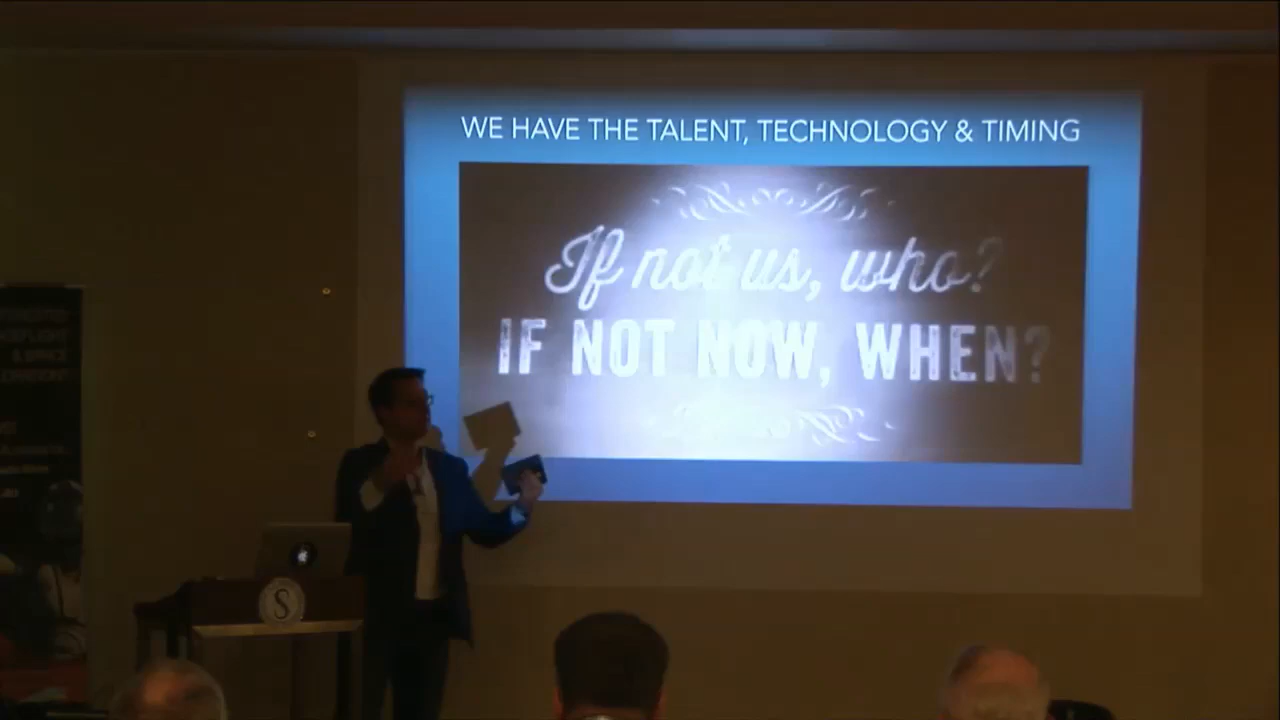 WE HAVE THE TALENT, TECHNOLOGY & TIMING
If not us, who?
IF NOT NOW, WHEN?
S